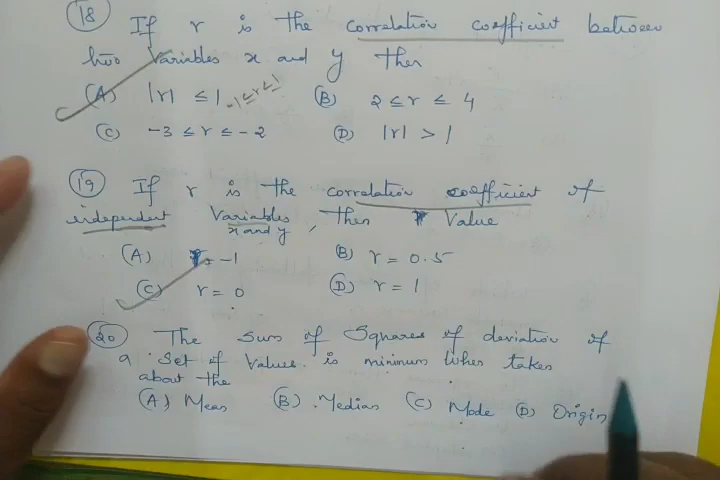 (18) If r is the correlation coefficient between
two Variables x and y then
(A) |r| ≤ 1 -1 ≤ r ≤ 1 (B) 2 ≤ r ≤ 4
(C) -3 ≤ r ≤ -2 (D) |r| > 1
(19) If r is the correlation coefficient of
independent Variables x and y, then r Value
(A) r = -1 (B) r = 0.5
(C) r = 0 (D) r = 1
(20) The sum of Squares of deviation of
a set of Values is minimum when taken
about the
(A) Mean (B) Median (C) Mode (D) Origin